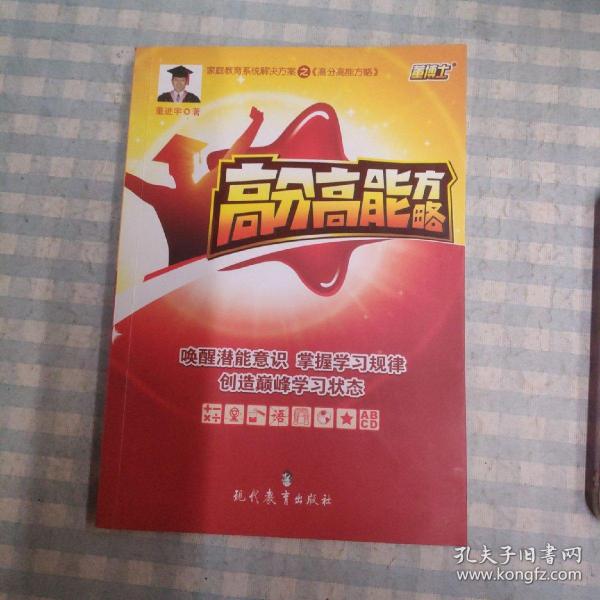 家庭教育系统解决方案之《高分高能方略》
董博士
董进宇◎著
高分高能方略
唤醒潜能意识 掌握学习规律
创造巅峰学习状态
+−×÷ 语 ABCD
现代教育出版社
孔夫子旧书网
www.kongfz.com